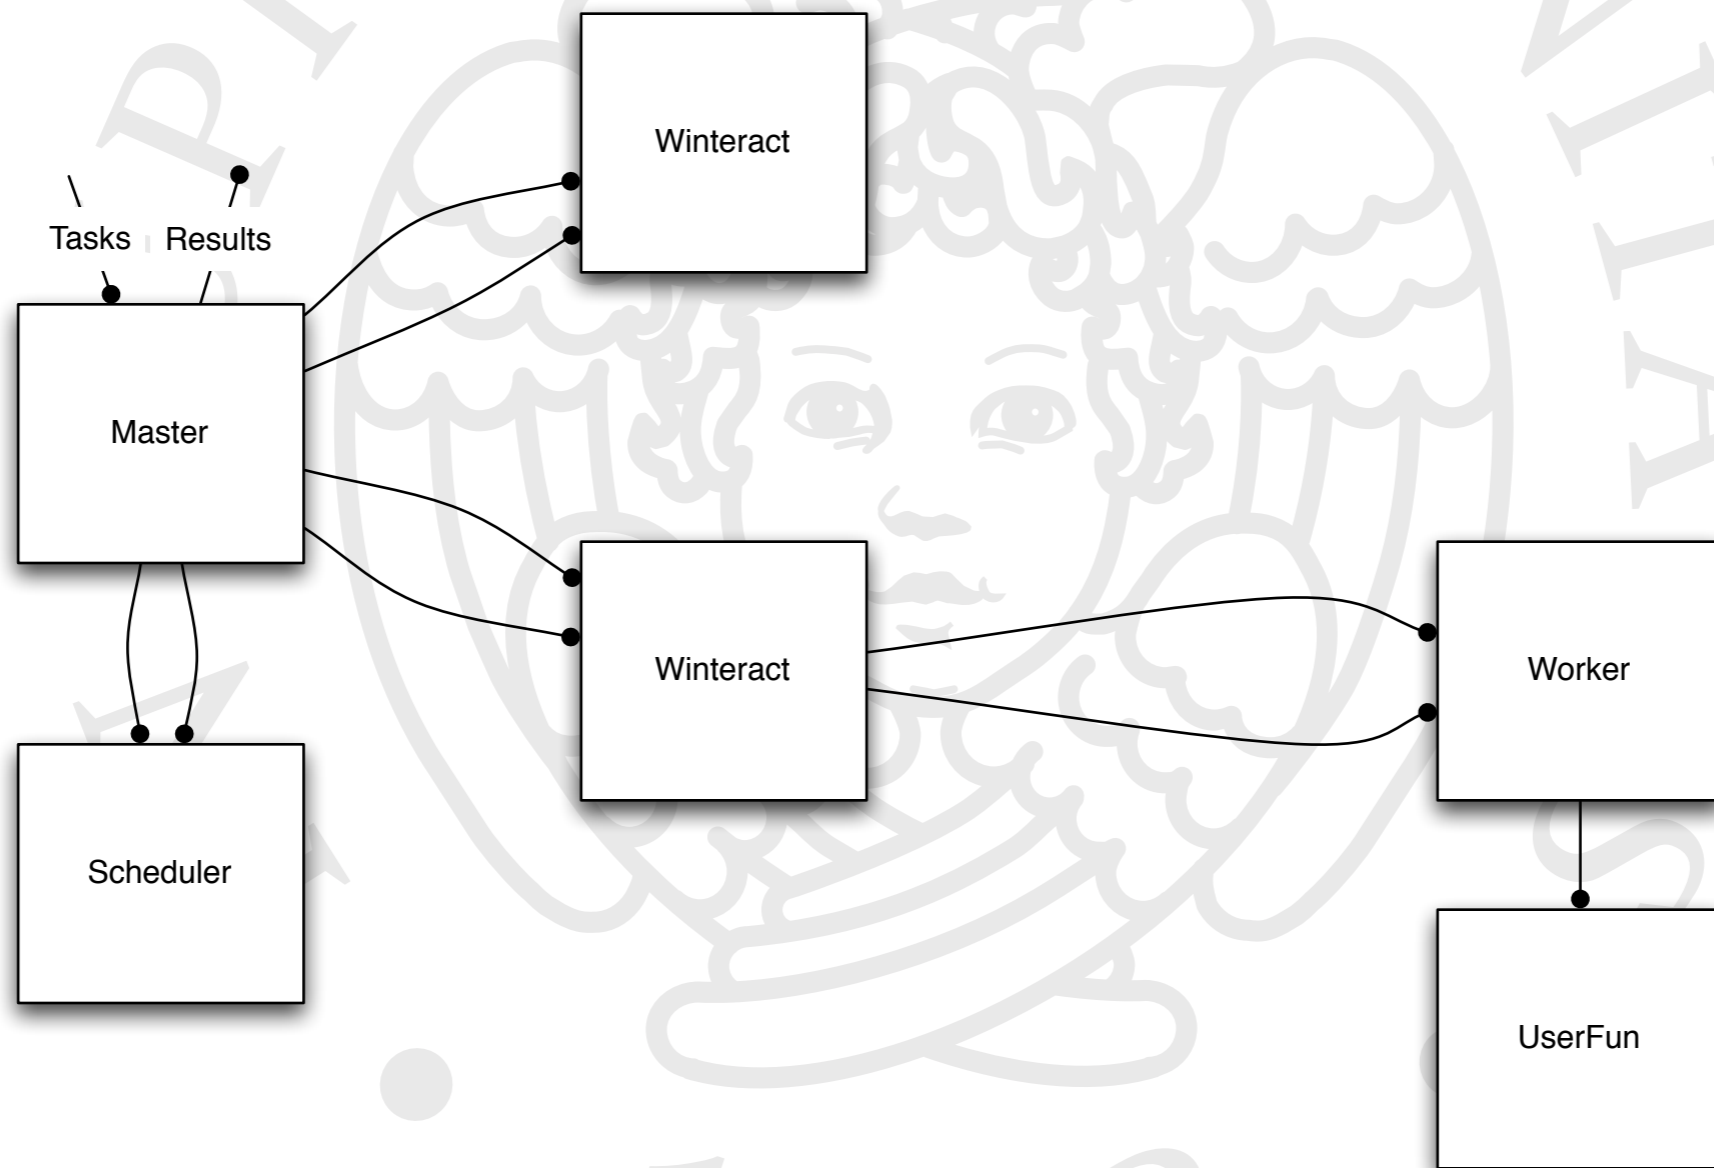 Winteract
Tasks
Results
Master
Winteract
Worker
Scheduler
UserFun